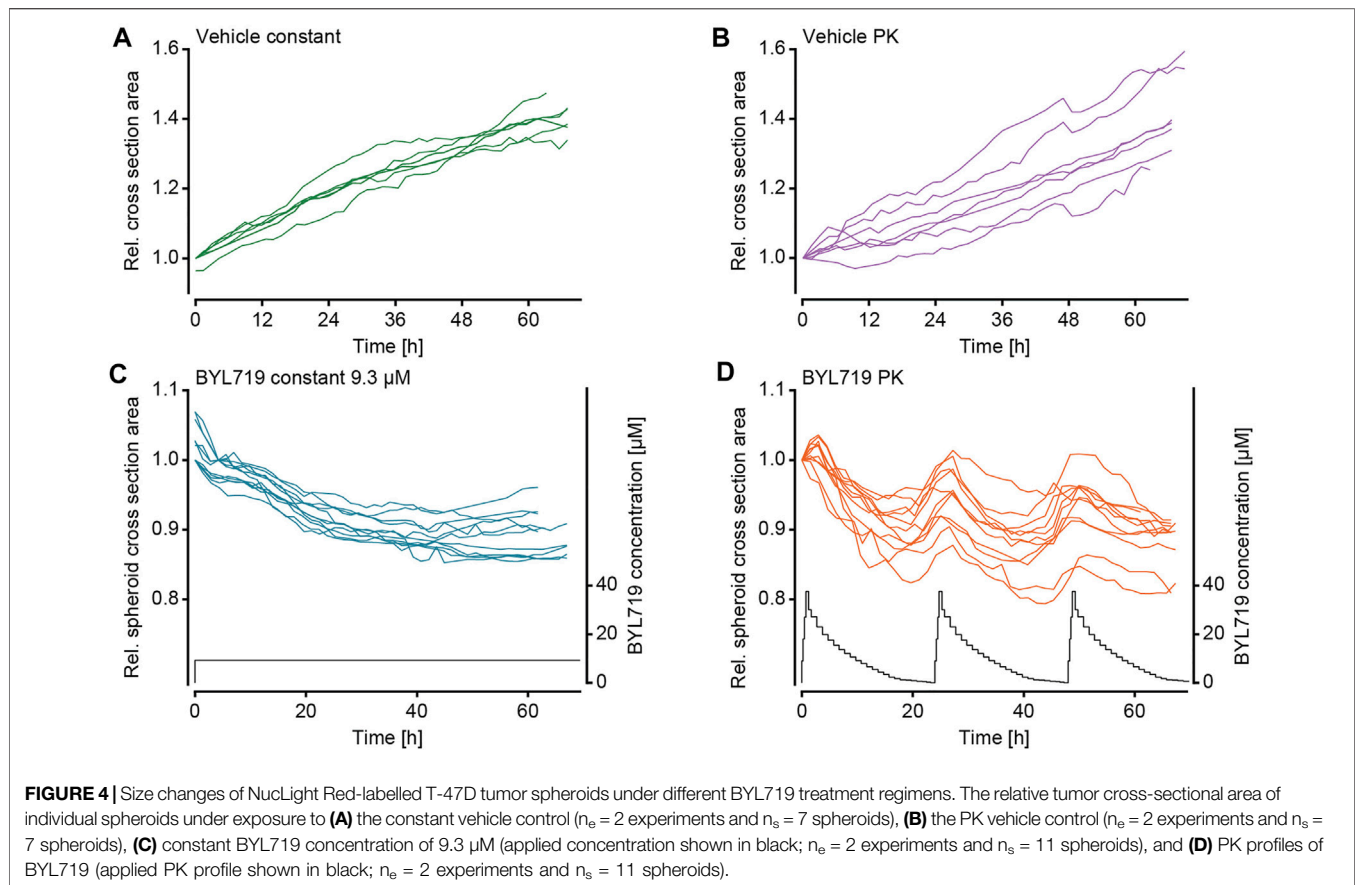 A
Vehicle constant
1.6
1.4
1.2
1.0
Rel. cross section area
0
12
24
36
48
60
Time [h]
B
Vehicle PK
1.6
1.4
1.2
1.0
Rel. cross section area
0
12
24
36
48
60
Time [h]
C
BYL719 constant 9.3 µM
1.1
1.0
0.9
0.8
Rel. spheroid cross section area
40
20
0
BYL719 concentration [µM]
0
20
40
60
Time [h]
D
BYL719 PK
1.1
1.0
0.9
0.8
Rel. spheroid cross section area
40
20
0
BYL719 concentration [µM]
0
20
40
60
Time [h]
FIGURE 4 | Size changes of NucLight Red-labelled T-47D tumor spheroids under different BYL719 treatment regimens. The relative tumor cross-sectional area of
individual spheroids under exposure to (A) the constant vehicle control (nₑ = 2 experiments and nₛ = 7 spheroids), (B) the PK vehicle control (nₑ = 2 experiments and nₛ =
7 spheroids), (C) constant BYL719 concentration of 9.3 µM (applied concentration shown in black; nₑ = 2 experiments and nₛ = 11 spheroids), and (D) PK profiles of
BYL719 (applied PK profile shown in black; nₑ = 2 experiments and nₛ = 11 spheroids).